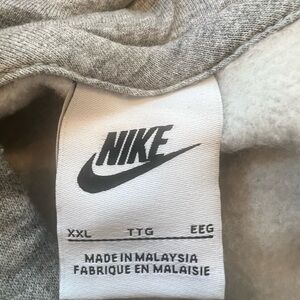 NIKE
XXL TTG EEG
MADE IN MALAYSIA
FABRIQUE EN MALAISIE